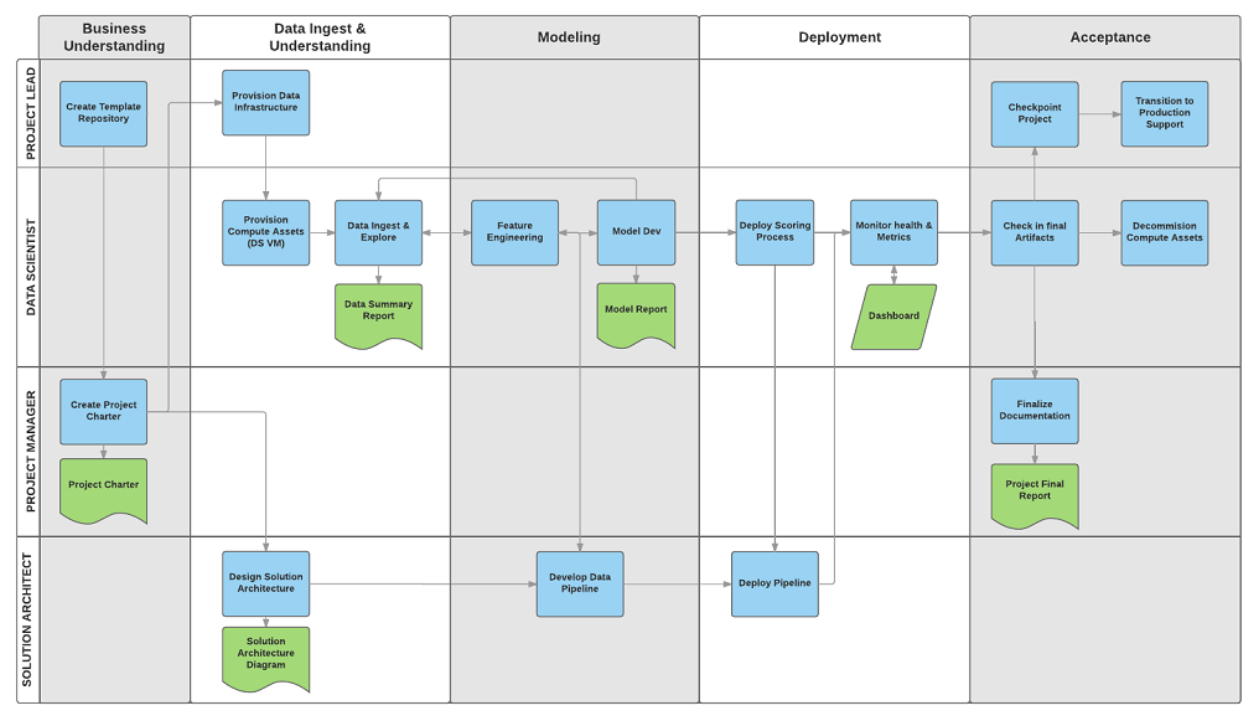 Business
Understanding
Data Ingest &
Understanding
Modeling
Deployment
Acceptance
PROJECT LEAD
Create Template
Repository
Provision Data
Infrastructure
Checkpoint
Project
Transition to
Production
Support
DATA SCIENTIST
Provision
Compute Assets
(DS VM)
Data Ingest &
Explore
Feature
Engineering
Model Dev
Deploy Scoring
Process
Monitor health &
Metrics
Check in final
Artifacts
Decommision
Compute Assets
Data Summary
Report
Model Report
Dashboard
PROJECT MANAGER
Create Project
Charter
Finalize
Documentation
Project Charter
Project Final
Report
SOLUTION ARCHITECT
Design Solution
Architecture
Develop Data
Pipeline
Deploy Pipeline
Solution
Architecture
Diagram